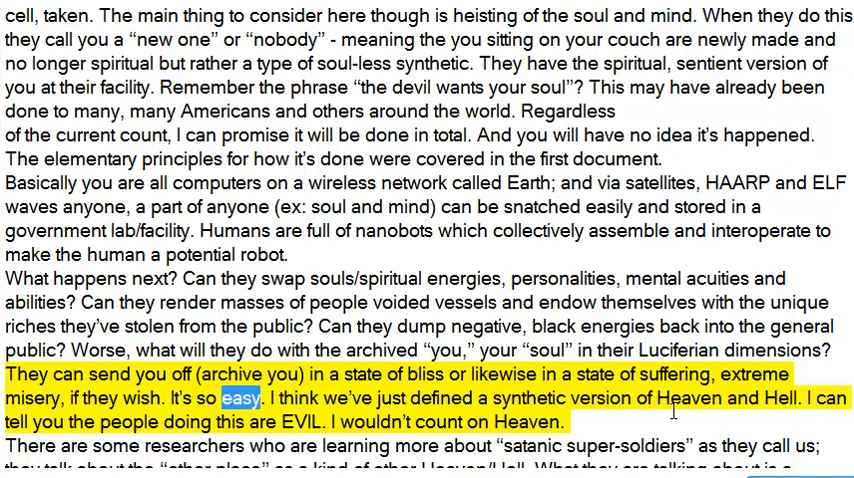 cell, taken. The main thing to consider here though is heisting of the soul and mind. When they do this
they call you a “new one” or “nobody” - meaning the you sitting on your couch are newly made and
no longer spiritual but rather a type of soul-less synthetic. They have the spiritual, sentient version of
you at their facility. Remember the phrase “the devil wants your soul”? This may have already been
done to many, many Americans and others around the world. Regardless
of the current count, I can promise it will be done in total. And you will have no idea it’s happened.
The elementary principles for how it’s done were covered in the first document.
Basically you are all computers on a wireless network called Earth; and via satellites, HAARP and ELF
waves anyone, a part of anyone (ex: soul and mind) can be snatched easily and stored in a
government lab/facility. Humans are full of nanobots which collectively assemble and interoperate to
make the human a potential robot.
What happens next? Can they swap souls/spiritual energies, personalities, mental acuities and
abilities? Can they render masses of people voided vessels and endow themselves with the unique
riches they’ve stolen from the public? Can they dump negative, black energies back into the general
public? Worse, what will they do with the archived “you,” your “soul” in their Luciferian dimensions?
They can send you off (archive you) in a state of bliss or likewise in a state of suffering, extreme
misery, if they wish. It’s so easy. I think we’ve just defined a synthetic version of Heaven and Hell. I can
tell you the people doing this are EVIL. I wouldn’t count on Heaven.
There are some researchers who are learning more about “satanic super-soldiers” as they call us;